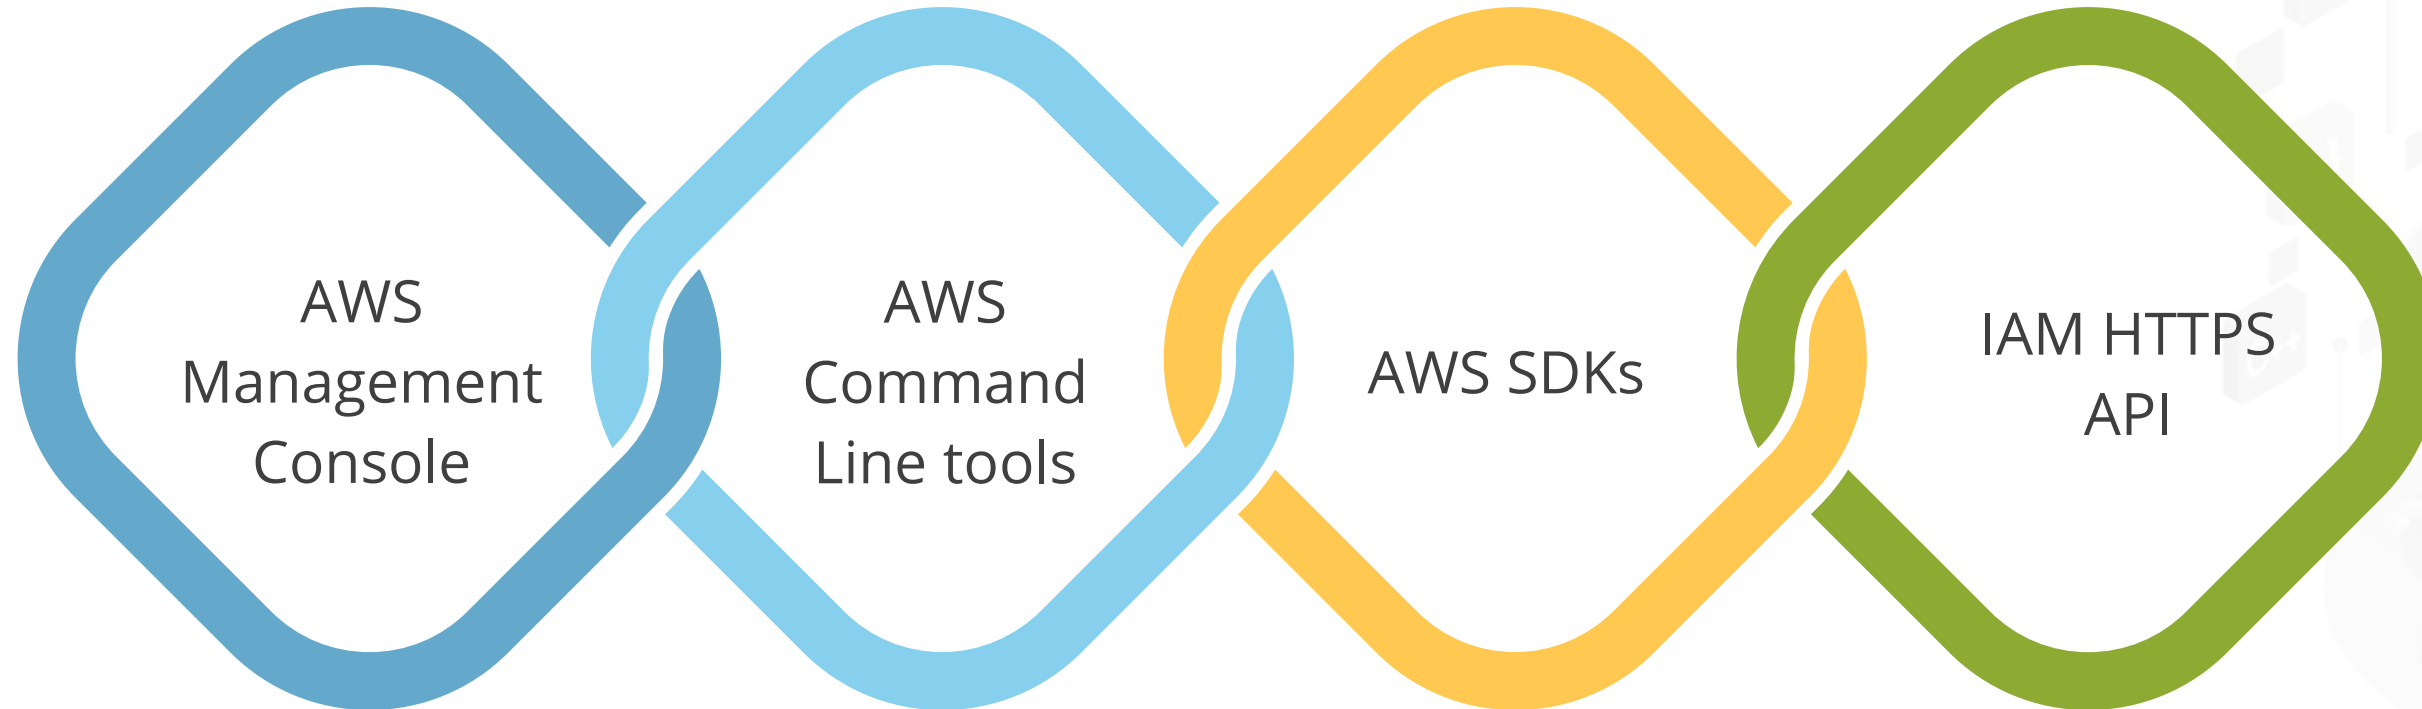 AWS
Management
Console
AWS
Command
Line tools
AWS SDKs
IAM HTTPS
API